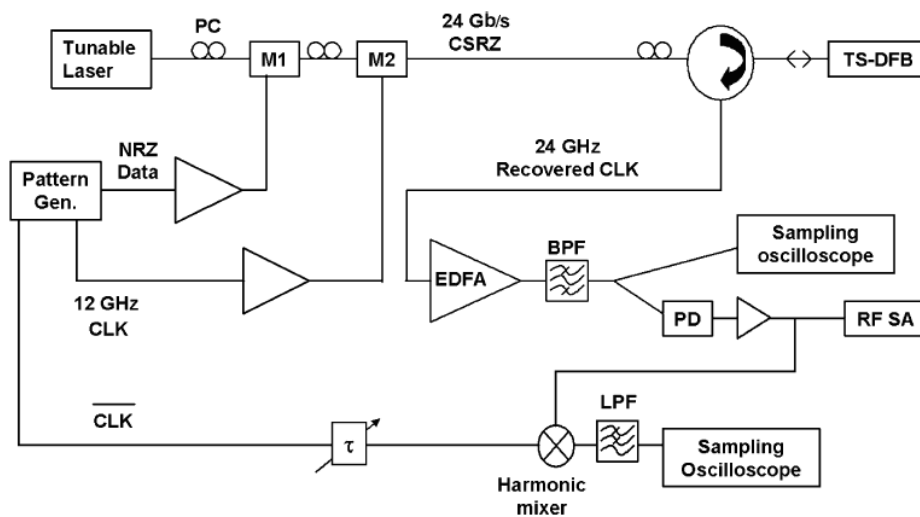 Tunable
Laser
PC
M1
M2
24 Gb/s
CSRZ
TS-DFB
NRZ
Data
Pattern
Gen.
24 GHz
Recovered CLK
12 GHz
CLK
EDFA
BPF
Sampling
oscilloscope
PD
RF SA
CLK
τ
Harmonic
mixer
LPF
Sampling
Oscilloscope